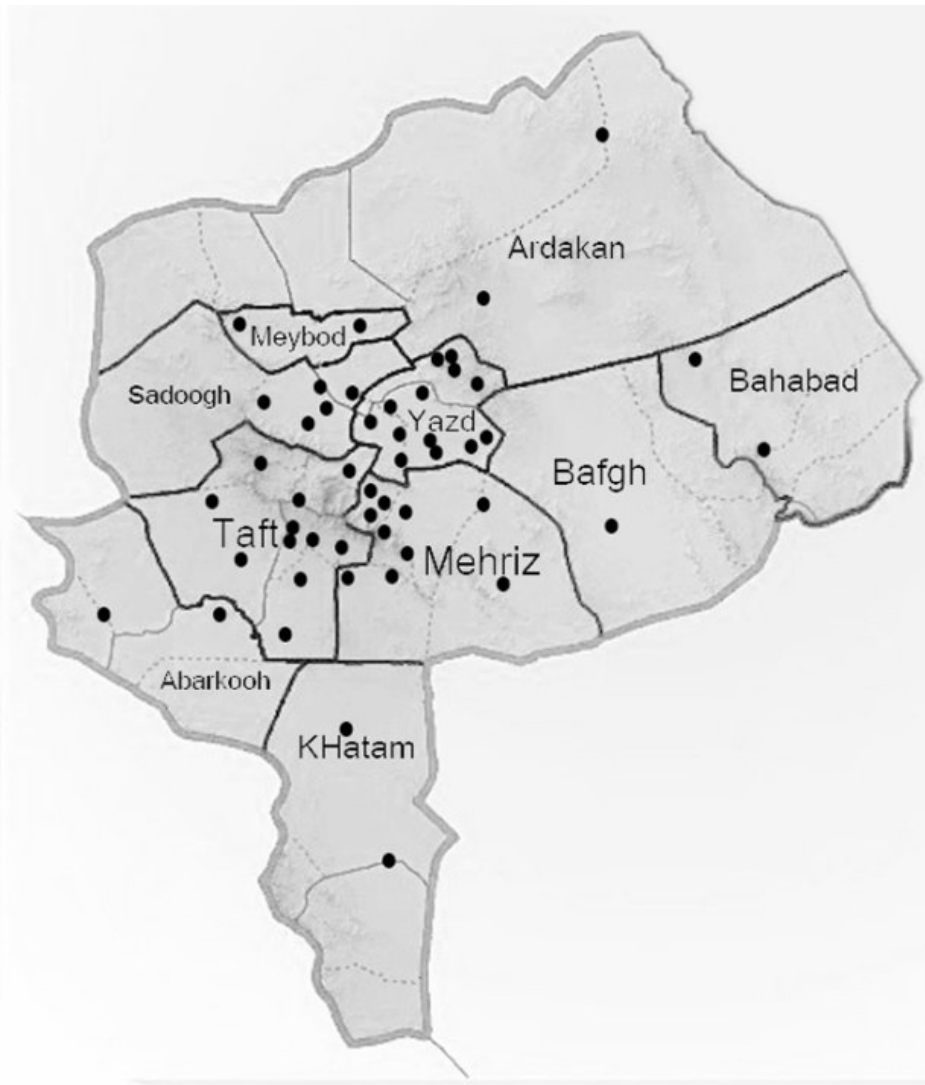 Ardakan
Meybod
Bahabad
Sadoogh
Yazd
Bafgh
Taft
Mehriz
Abarkooh
KHatam